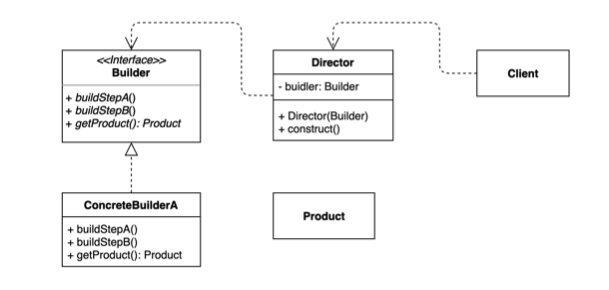 <<Interface>>
Builder
+ buildStepA()
+ buildStepB()
+ getProduct(): Product
Director
- buidler: Builder
+ Director(Builder)
+ construct()
Client
ConcreteBuilderA
+ buildStepA()
+ buildStepB()
+ getProduct(): Product
Product